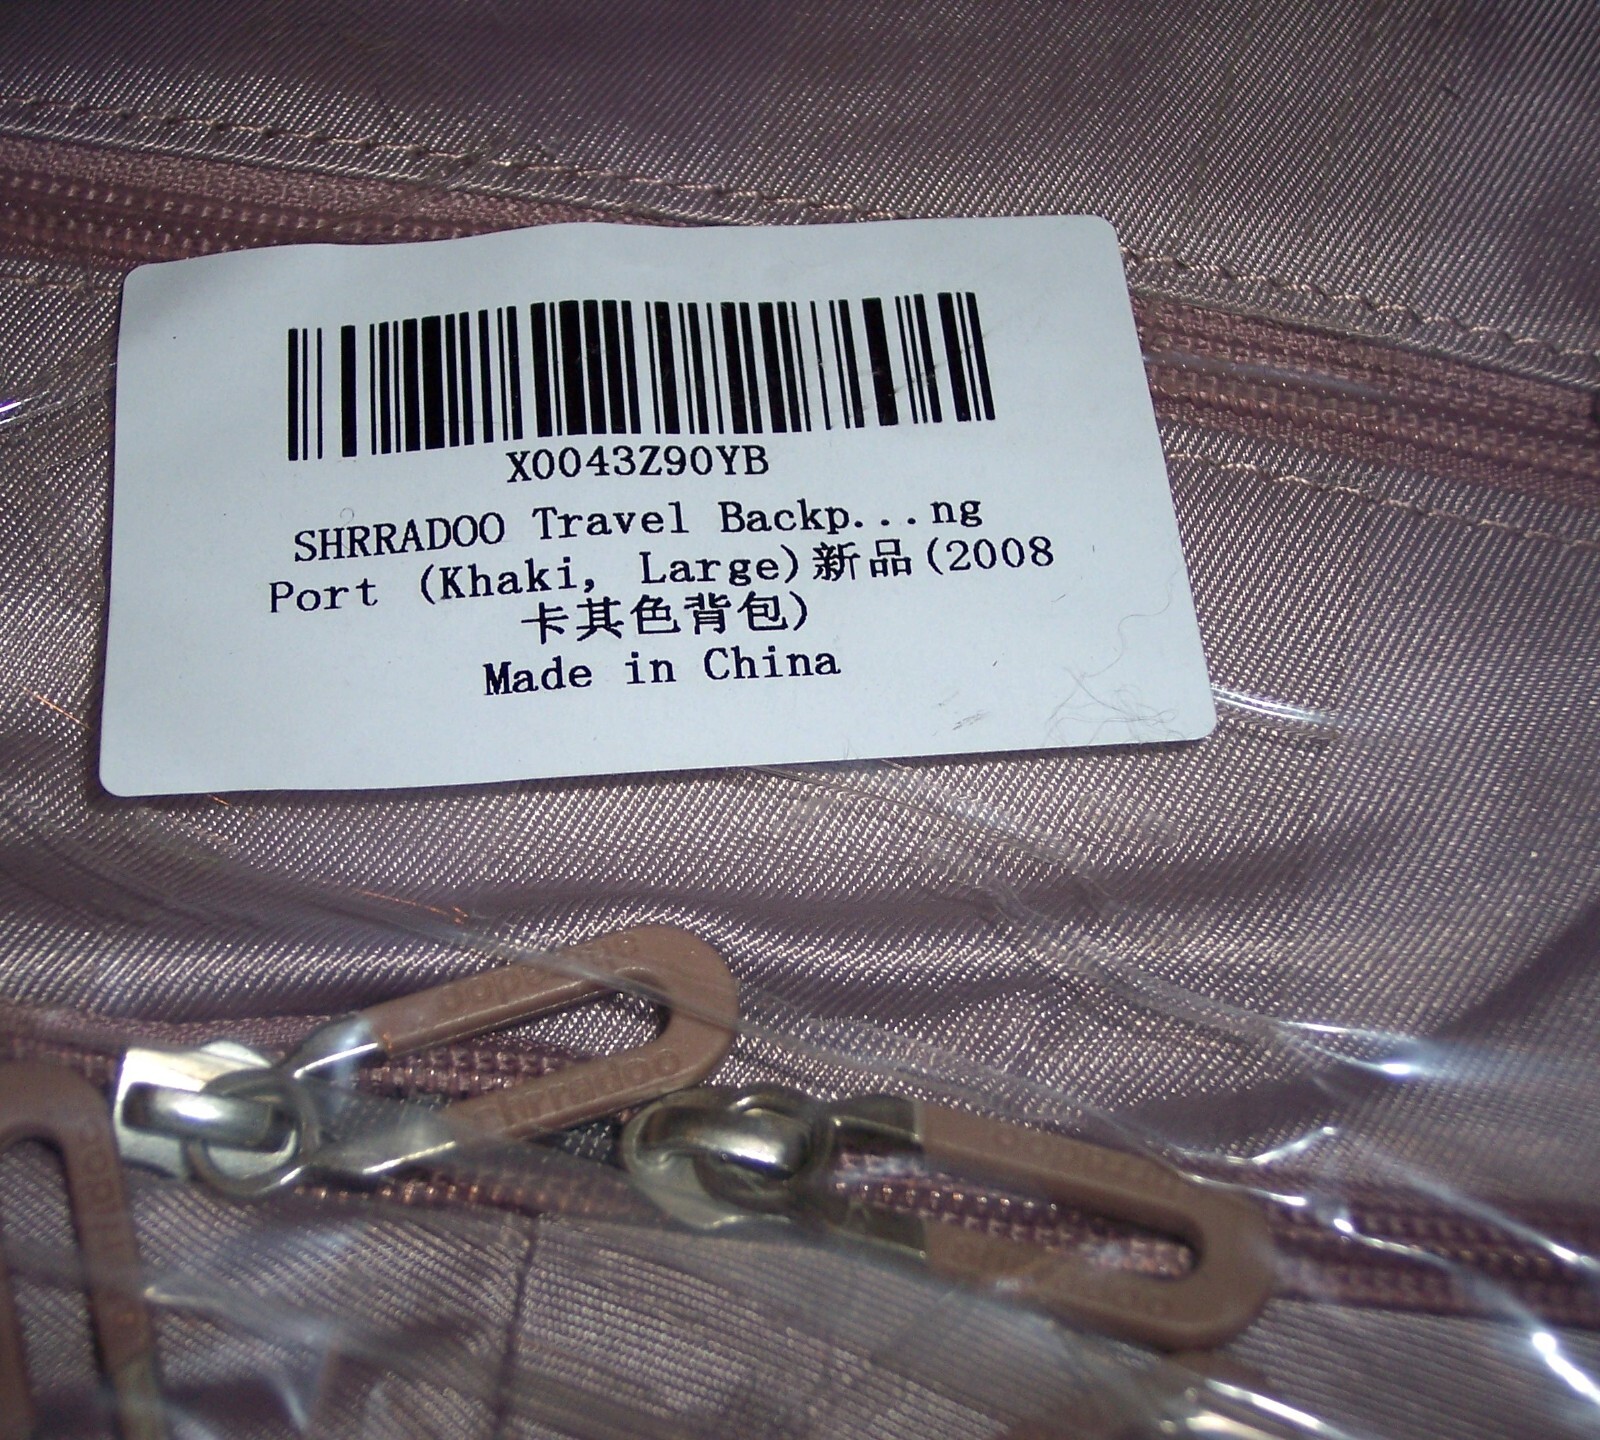 X0043Z90YB
SHRRADOO Travel Backp...ng
Port (Khaki, Large)新品(2008
卡其色背包)
Made in China
shrradoo